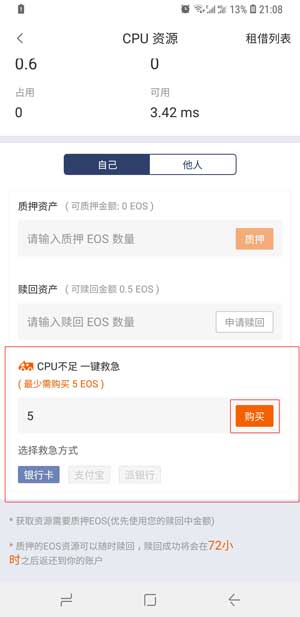 13% 21:08
CPU 资源 租借列表
0.6 0
占用 可用
0 3.42 ms
自己 他人
质押资产 ( 可质押金额: 0 EOS )
请输入质押 EOS 数量 质押
赎回资产 ( 可赎回金额 0.5 EOS )
请输入赎回 EOS 数量 申请赎回
CPU不足 一键救急
( 最少需购买 5 EOS )
5 购买
选择救急方式
银行卡 支付宝 派银行
* 获取资源需要质押EOS(优先使用您的赎回中金额)
* 质押的EOS资源可以随时赎回，赎回成功将会在72小
时之后返还到你的账户